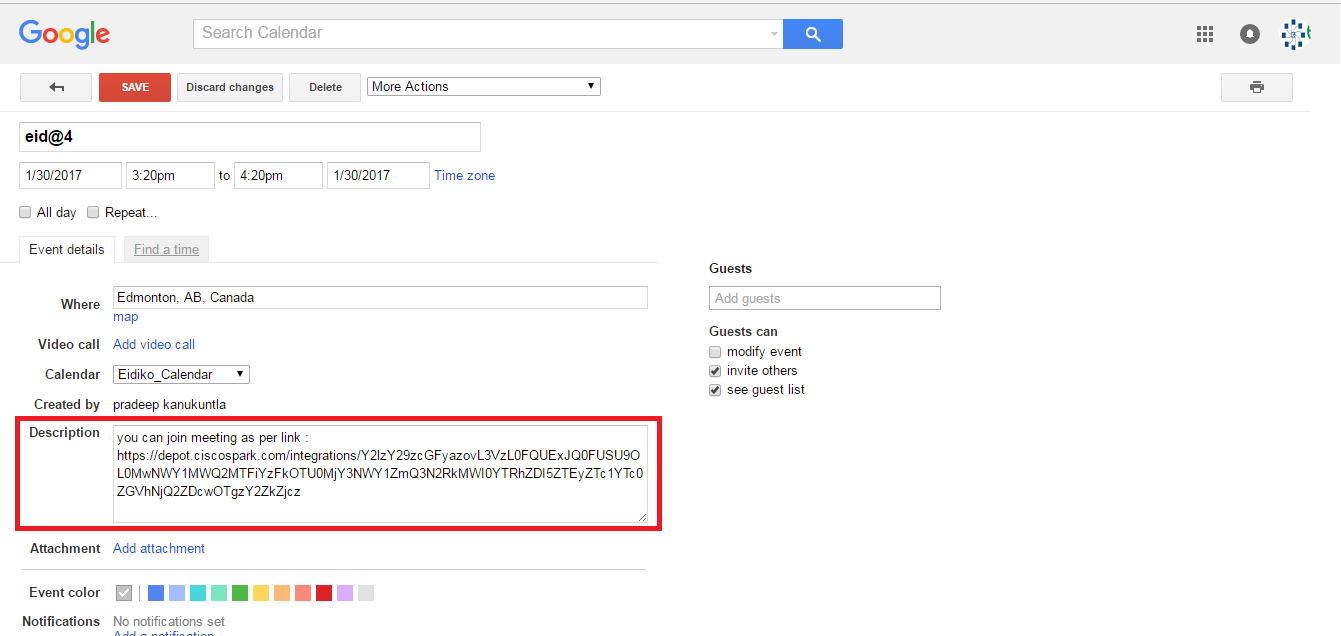 Google
Search Calendar
SAVE
Discard changes
Delete
More Actions
eid@4
1/30/2017
3:20pm
to
4:20pm
1/30/2017
Time zone
All day
Repeat...
Event details
Find a time
Where
Edmonton, AB, Canada
map
Video call
Add video call
Calendar
Eidiko_Calendar
Created by
pradeep kanukuntla
Description
you can join meeting as per link :
https://depot.ciscospark.com/integrations/Y2lzY29zcGFyazovL3VzL0FQUExJQ0FUSU9O
L0MwNWY1MWQ2MTFiYzFkOTU0MjY3NWY1ZmQ3N2RkMWI0YTRhZDI5ZTEyZTc1YTc0
ZGVhNjQ2ZDcwOTgzY2ZkZjcz
Attachment
Add attachment
Event color
Notifications
No notifications set
Add a notification
Guests
Add guests
Guests can
modify event
invite others
see guest list